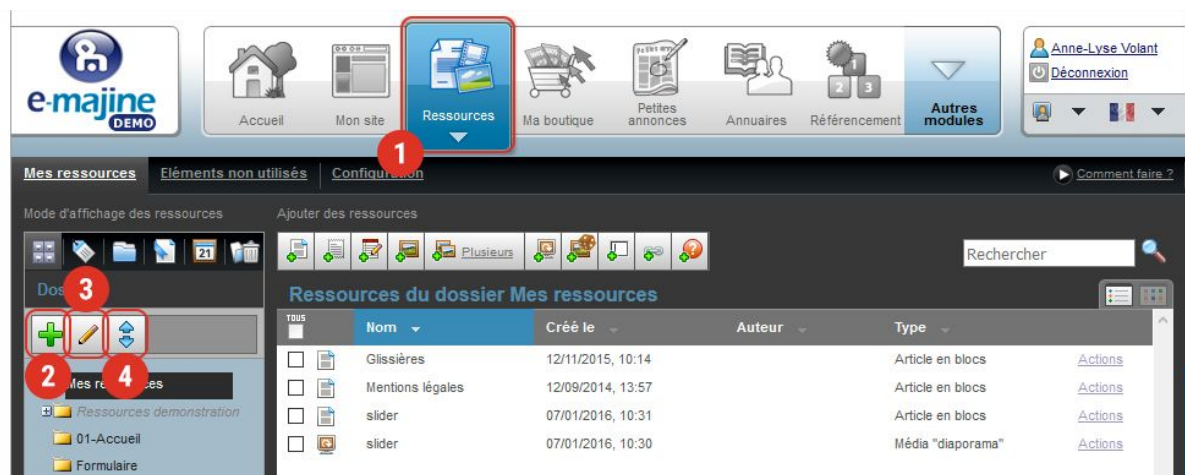 e-majine
DEMO
Accueil
Mon site
Ressources
Ma boutique
Petites annonces
Annuaires
Référencement
Autres modules
Anne-Lyse Volant
Déconnexion
1
Mes ressources
Eléments non utilisés
Configuration
Comment faire ?
Mode d'affichage des ressources
Ajouter des ressources
21
Plusieurs
Rechercher
Dos
3
Ressources du dossier Mes ressources
TOUS
Nom
Créé le
Auteur
Type
2
4
Glissières 12/11/2015, 10:14 Article en blocs Actions
Mes re ces
Mentions légales 12/09/2014, 13:57 Article en blocs Actions
Ressources demonstration
slider 07/01/2016, 10:31 Article en blocs Actions
01-Accueil
slider 07/01/2016, 10:30 Média "diaporama" Actions
Formulaire